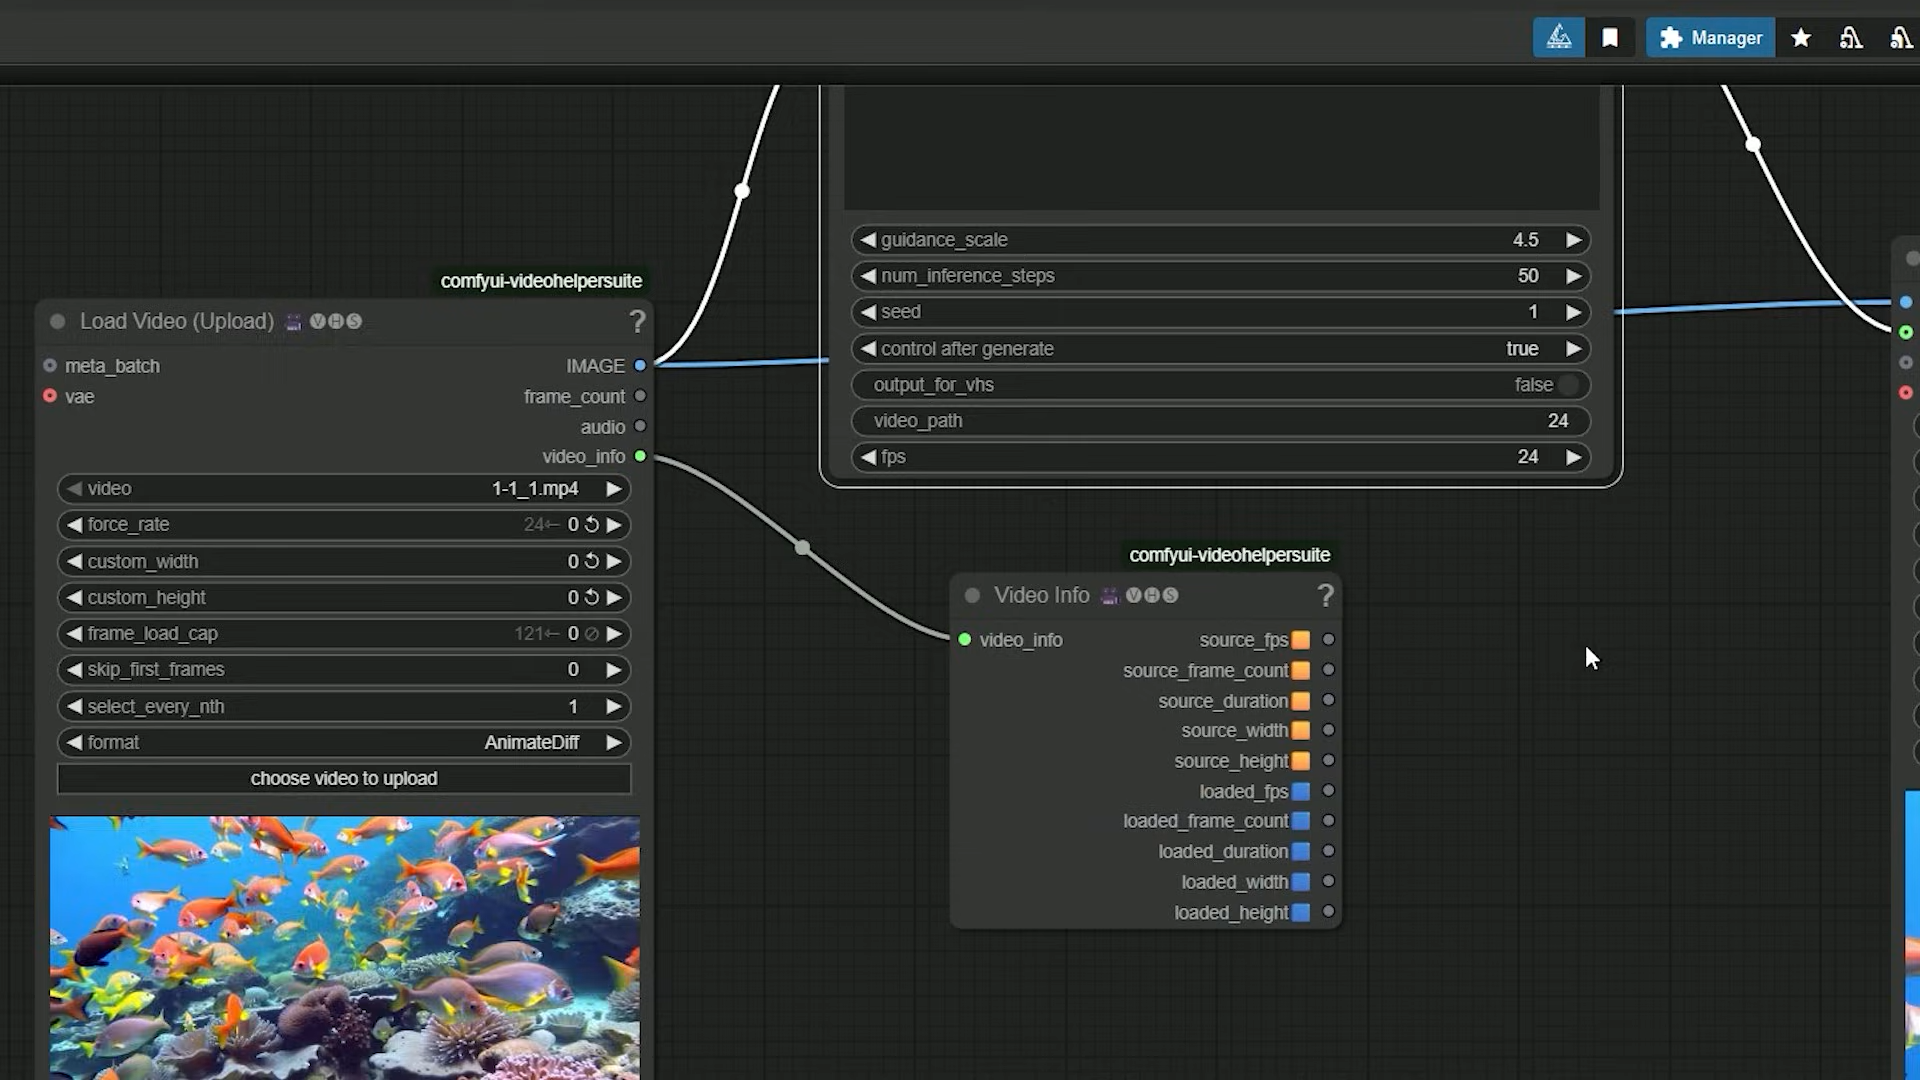 Manager
guidance_scale 4.5
num_inference_steps 50
seed 1
control after generate true
output_for_vhs false
video_path 24
fps 24
comfyui-videohelpersuite
Load Video (Upload) VHS ?
meta_batch IMAGE
vae frame_count
audio
video_info
video 1-1_1.mp4
force_rate 24← 0
custom_width 0
custom_height 0
frame_load_cap 121← 0
skip_first_frames 0
select_every_nth 1
format AnimateDiff
choose video to upload
comfyui-videohelpersuite
Video Info VHS ?
video_info source_fps
source_frame_count
source_duration
source_width
source_height
loaded_fps
loaded_frame_count
loaded_duration
loaded_width
loaded_height